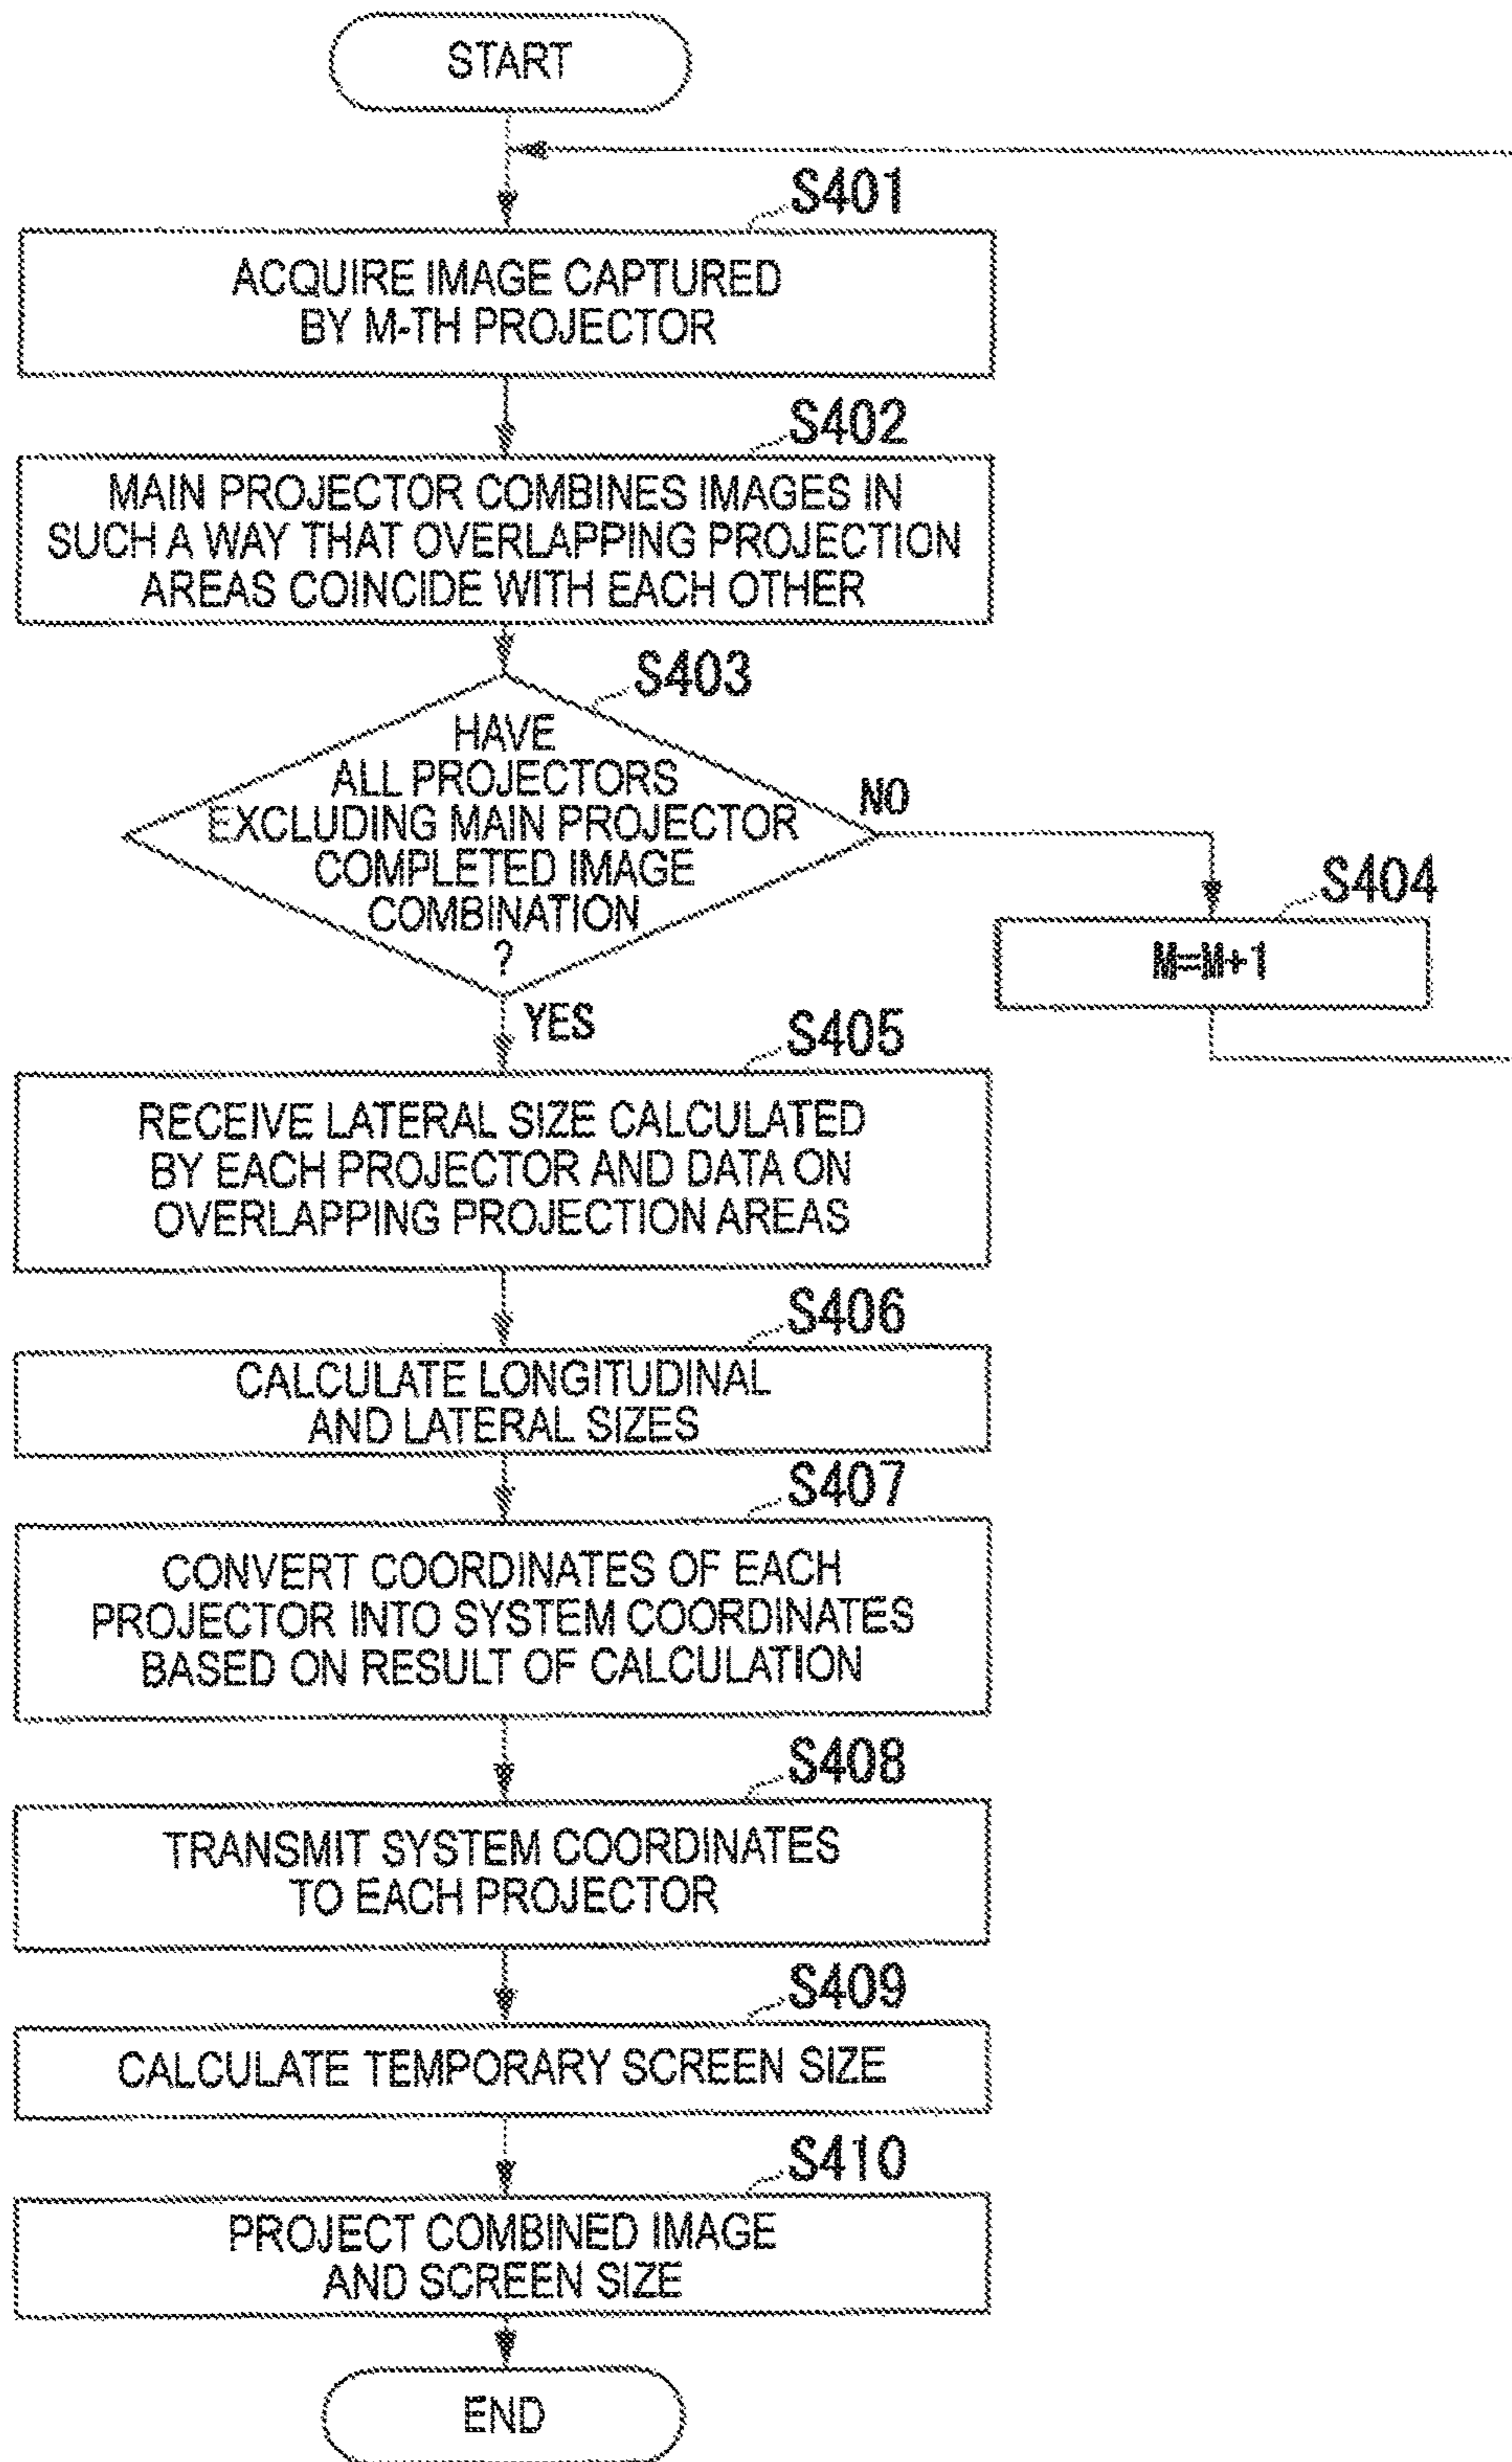 START
S401
ACQUIRE IMAGE CAPTURED
BY M-TH PROJECTOR
S402
MAIN PROJECTOR COMBINES IMAGES IN
SUCH A WAY THAT OVERLAPPING PROJECTION
AREAS COINCIDE WITH EACH OTHER
S403
HAVE
ALL PROJECTORS
EXCLUDING MAIN PROJECTOR
COMPLETED IMAGE
COMBINATION
?
NO
S404
M=M+1
YES
S405
RECEIVE LATERAL SIZE CALCULATED
BY EACH PROJECTOR AND DATA ON
OVERLAPPING PROJECTION AREAS
S406
CALCULATE LONGITUDINAL
AND LATERAL SIZES
S407
CONVERT COORDINATES OF EACH
PROJECTOR INTO SYSTEM COORDINATES
BASED ON RESULT OF CALCULATION
S408
TRANSMIT SYSTEM COORDINATES
TO EACH PROJECTOR
S409
CALCULATE TEMPORARY SCREEN SIZE
S410
PROJECT COMBINED IMAGE
AND SCREEN SIZE
END